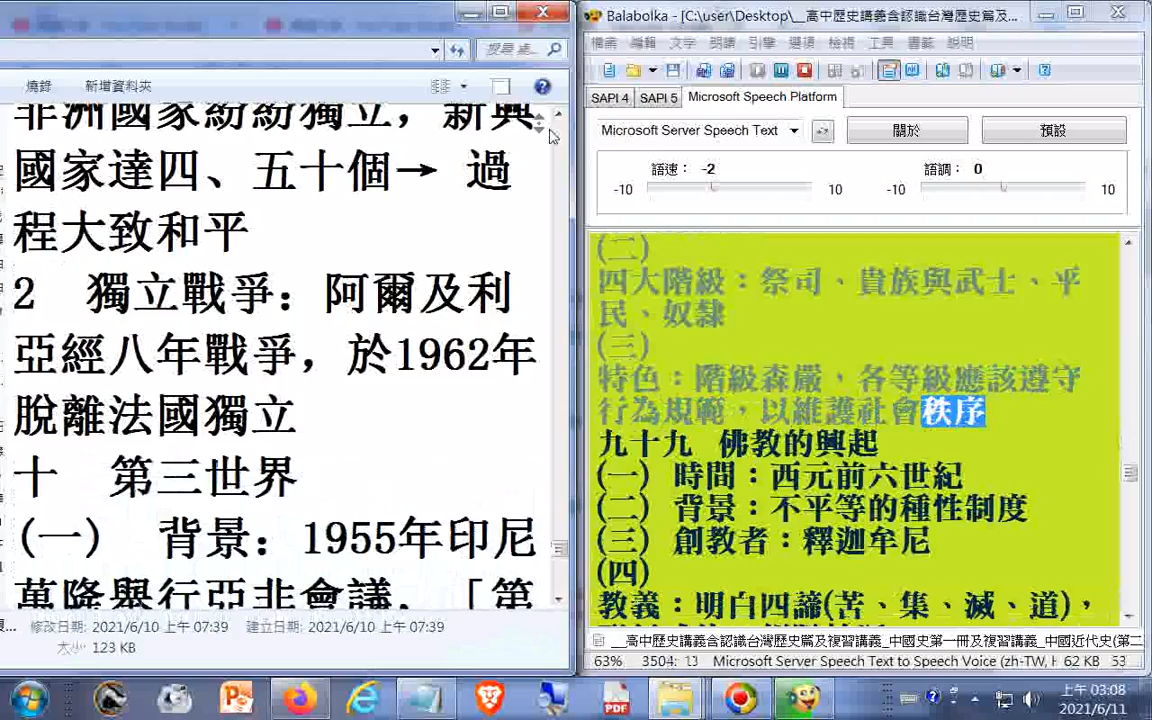 搜尋 桌...
燒錄 新增資料夾
非洲國家紛紛獨立，新興
國家達四、五十個→ 過
程大致和平
2 獨立戰爭：阿爾及利
亞經八年戰爭，於1962年
脫離法國獨立
十 第三世界
(一) 背景：1955年印尼
萬隆舉行亞非會議，「第
修改日期: 2021/6/10 上午 07:39 建立日期: 2021/6/10 上午 07:39
大小: 123 KB
Balabolka - [C:\user\Desktop\__高中歷史講義含認識台灣歷史篇及...
檔案 編輯 文字 朗讀 引擎 選項 檢視 工具 書籤 說明
SAPI 4 SAPI 5 Microsoft Speech Platform
Microsoft Server Speech Text 關於 預設
語速： -2 語調： 0
-10 10 -10 10
(二)
四大階級：祭司、貴族與武士、平
民、奴隸
(三)
特色：階級森嚴，各等級應該遵守
行為規範，以維護社會秩序
九十九 佛教的興起
(一) 時間：西元前六世紀
(二) 背景：不平等的種性制度
(三) 創教者：釋迦牟尼
(四)
教義：明白四諦(苦、集、滅、道)，
__高中歷史講義含認識台灣歷史篇及複習講義_中國史第一冊及複習講義_中國近代史(第二
63% 3504: 13 Microsoft Server Speech Text to Speech Voice (zh-TW, H 62 KB 53
上午 03:08
2021/6/11